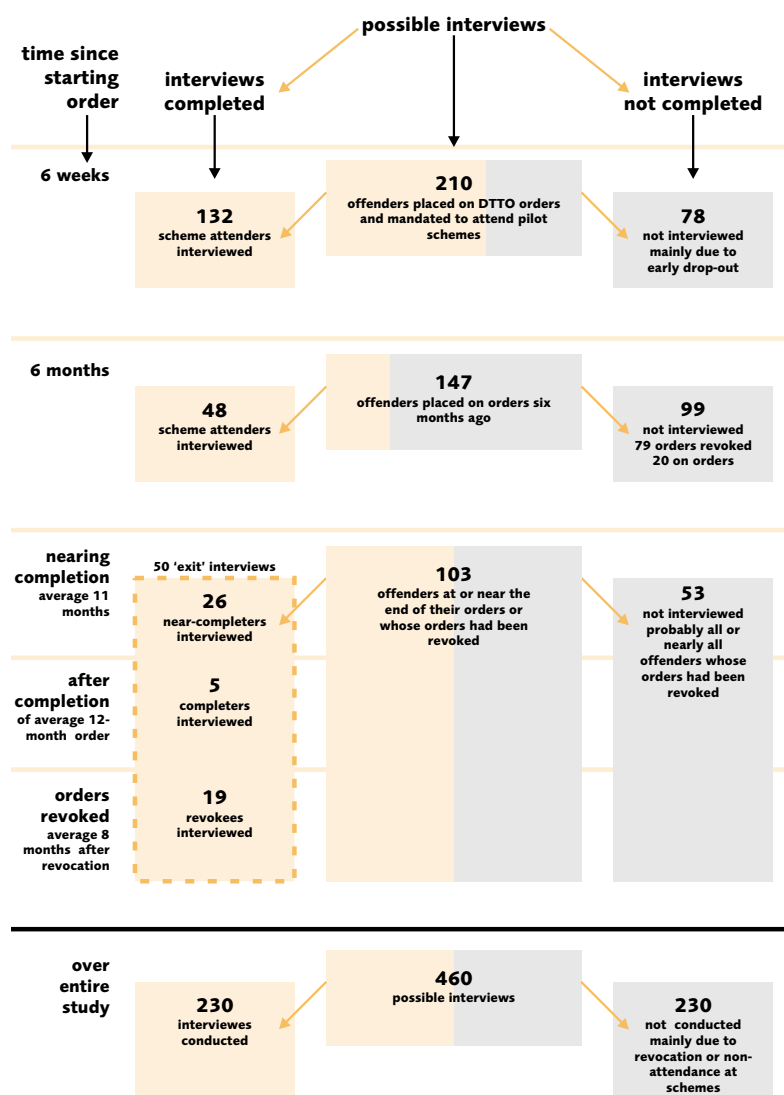 possible interviews
time since
starting
order
interviews
completed
interviews
not completed
6 weeks
132
scheme attenders
interviewed
210
offenders placed on DTTO orders
and mandated to attend pilot
schemes
78
not interviewed
mainly due to
early drop-out
6 months
48
scheme attenders
interviewed
147
offenders placed on orders six
months ago
99
not interviewed
79 orders revoked
20 on orders
nearing
completion
average 11
months
50 ‘exit’ interviews
26
near-completers
interviewed
103
offenders at or near the
end of their orders or
whose orders had been
revoked
53
not interviewed
probably all or
nearly all
offenders whose
orders had been
revoked
after
completion
of average 12-
month order
5
completers
interviewed
orders
revoked
average 8
months after
revocation
19
revokees
interviewed
over
entire
study
230
interviewes
conducted
460
possible interviews
230
not conducted
mainly due to
revocation or non-
attendance at
schemes